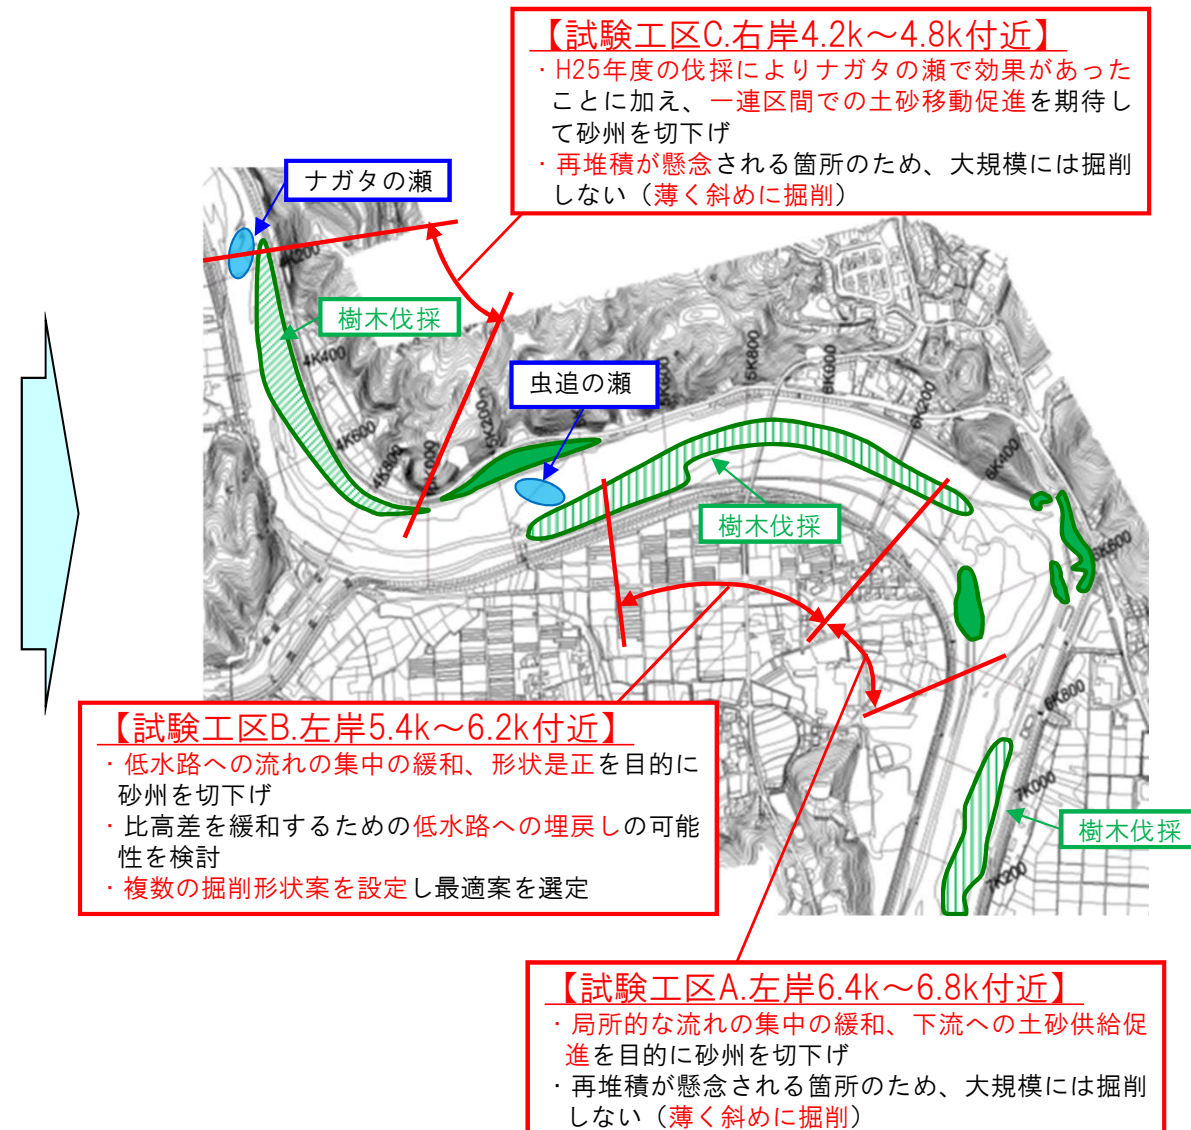 【試験工区C.右岸4.2k～4.8k付近】
・H25年度の伐採によりナガタの瀬で効果があった
ことに加え、一連区間での土砂移動促進を期待し
て砂州を切下げ
・再堆積が懸念される箇所のため、大規模には掘削
しない（薄く斜めに掘削）
ナガタの瀬
4K200
樹木伐採
4K400
4K600
4K800
5K200
虫追の瀬
5K600
5K800
6K000
6K200
6K400
樹木伐採
6K600
6K800
7K000
7K200
樹木伐採
【試験工区B.左岸5.4k～6.2k付近】
・低水路への流れの集中の緩和、形状是正を目的に
砂州を切下げ
・比高差を緩和するための低水路への埋戻しの可能
性を検討
・複数の掘削形状案を設定し最適案を選定
【試験工区A.左岸6.4k～6.8k付近】
・局所的な流れの集中の緩和、下流への土砂供給促
進を目的に砂州を切下げ
・再堆積が懸念される箇所のため、大規模には掘削
しない（薄く斜めに掘削）